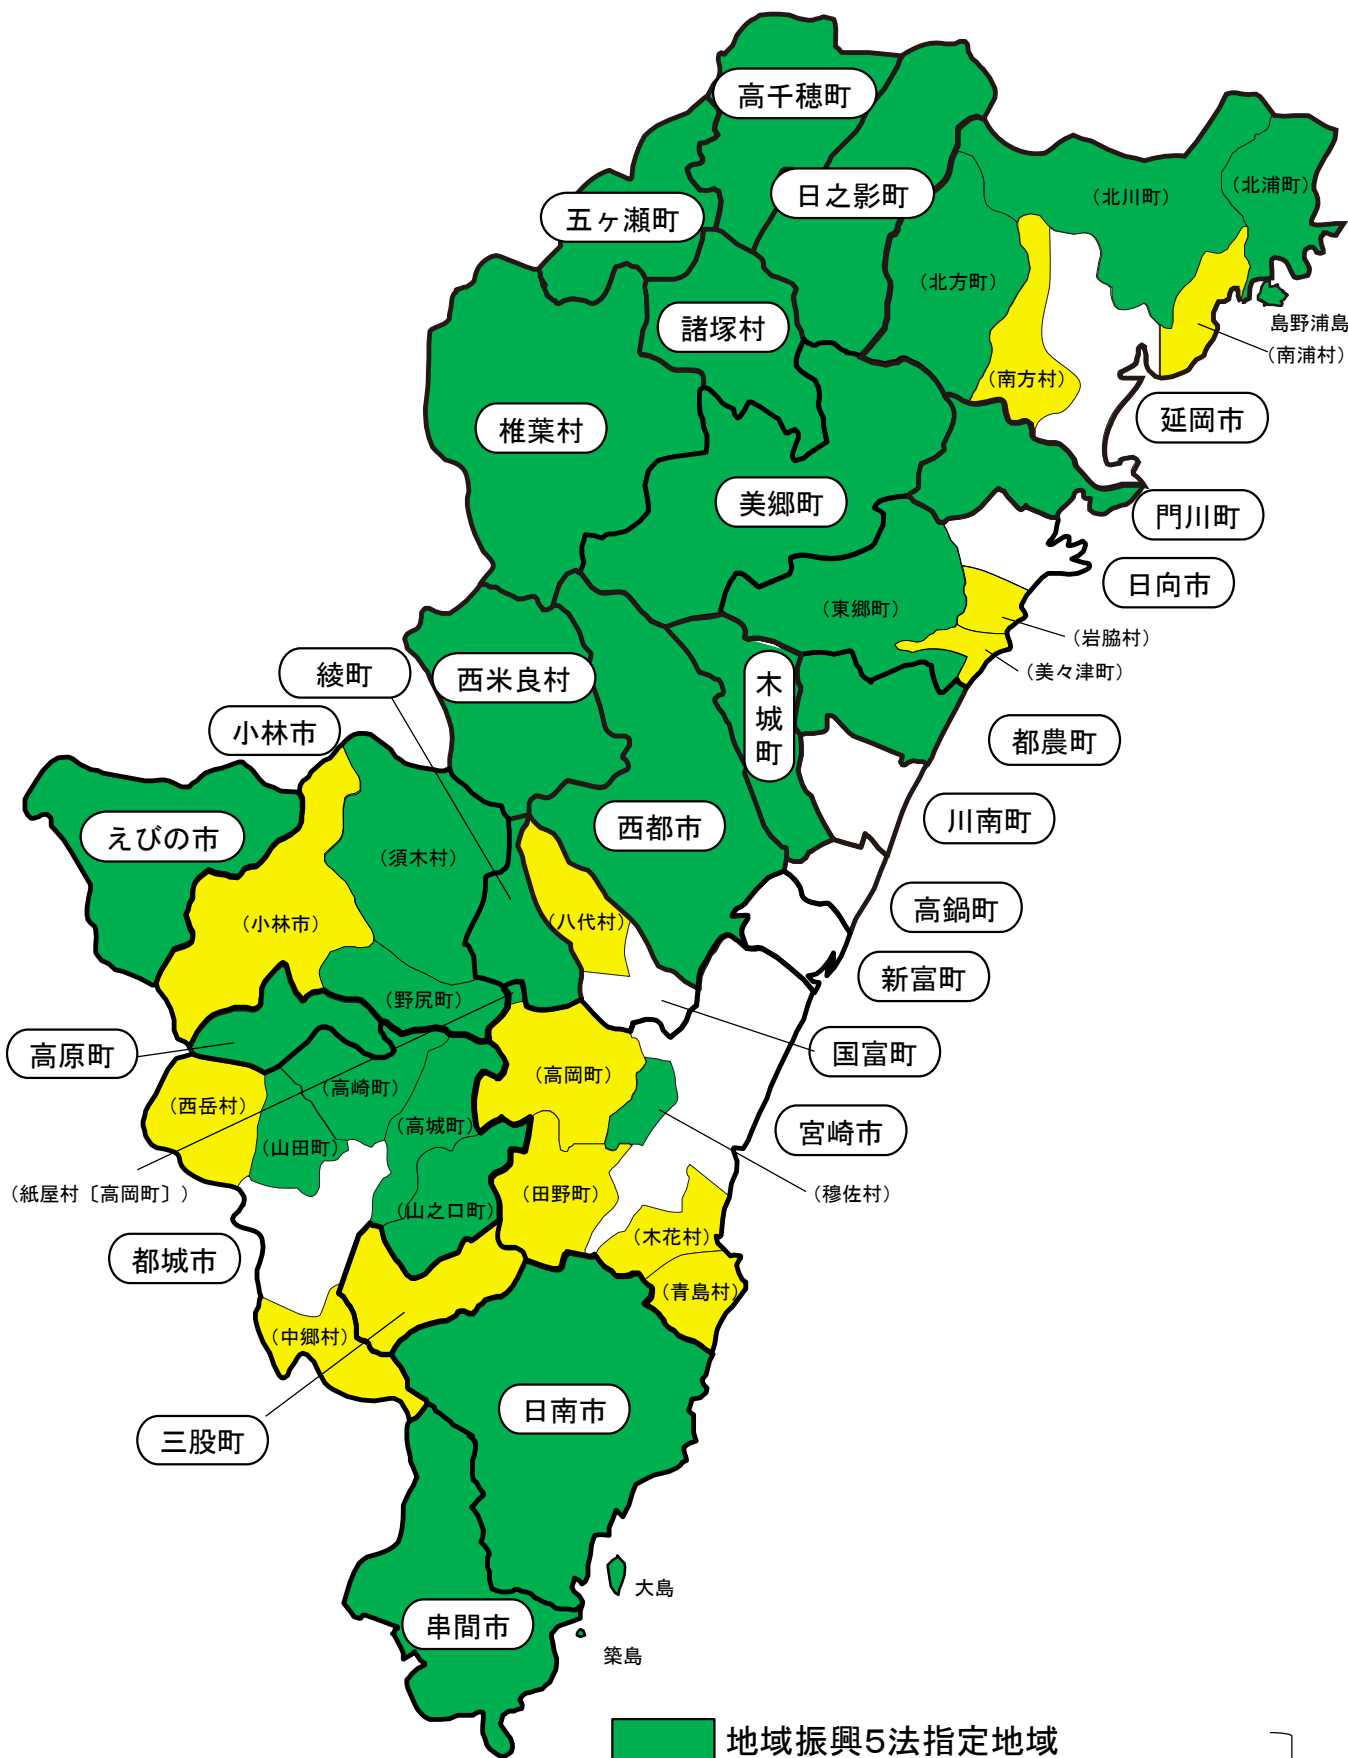 高千穂町
日之影町
(北川町)
(北浦町)
五ヶ瀬町
(北方町)
諸塚村
島野浦島
(南浦村)
(南方村)
椎葉村
延岡市
美郷町
門川町
日向市
(東郷町)
(岩脇村)
(美々津町)
綾町
西米良村
木城町
小林市
都農町
えびの市
西都市
川南町
(須木村)
(小林市)
(八代村)
高鍋町
新富町
(野尻町)
高原町
国富町
(高岡町)
(高崎町)
(西岳村)
(高城町)
宮崎市
(山田町)
(紙屋村〔高岡町〕)
(田野町)
(穆佐村)
(山之口町)
(木花村)
都城市
(青島村)
(中郷村)
日南市
三股町
大島
串間市
築島
地域振興5法指定地域